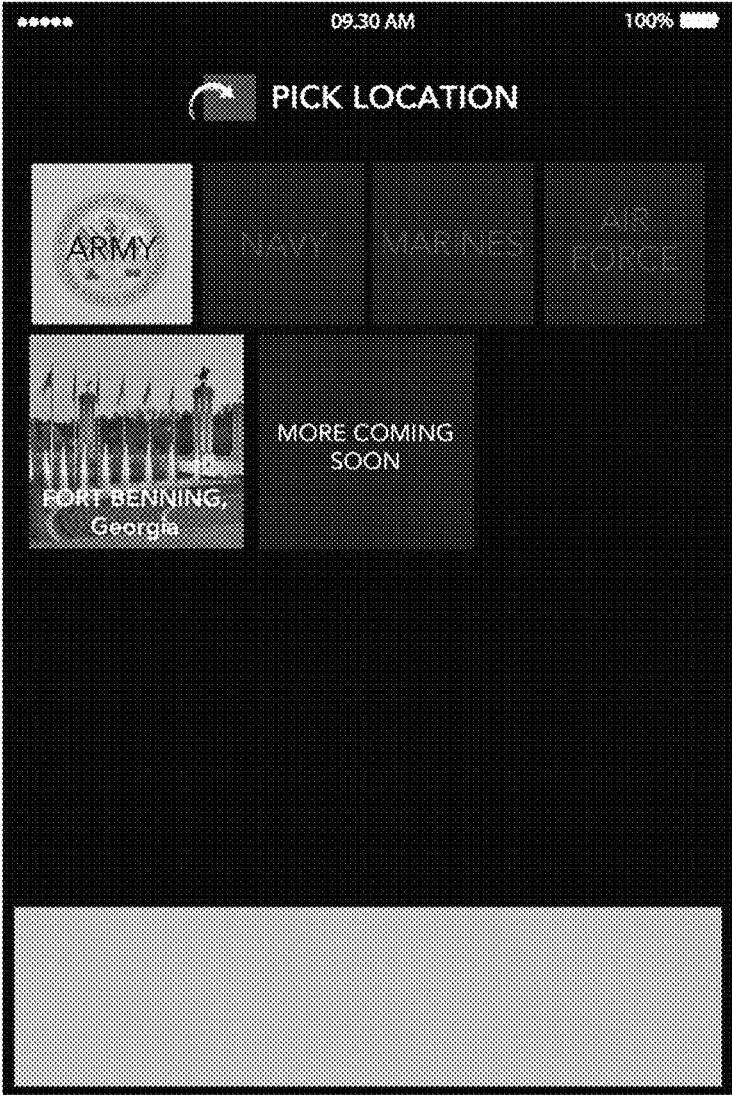 09.30 AM
100%
PICK LOCATION
ARMY
NAVY
MARINES
AIR
FORCE
FORT BENNING,
Georgia
MORE COMING
SOON